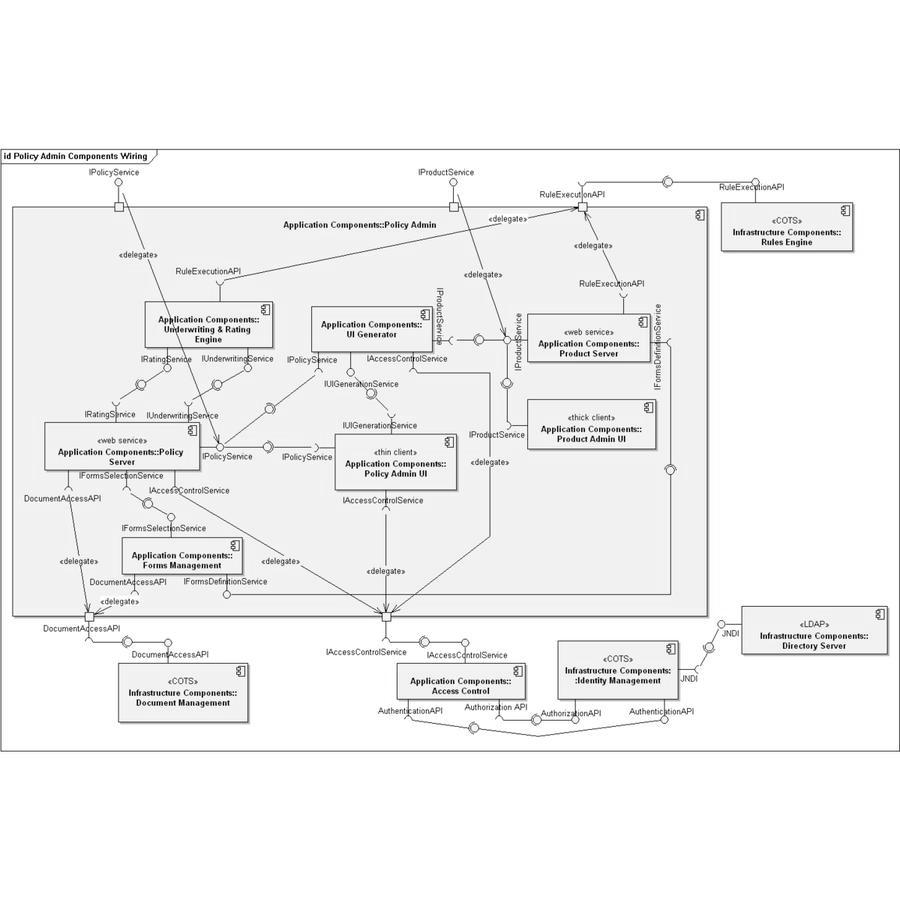 id Policy Admin Components Wiring
IPolicyService
IProductService
RuleExecutionAPI
RuleExecutionAPI
«COTS»
Infrastructure Components::
Rules Engine
Application Components::Policy Admin
«delegate»
«delegate»
«delegate»
«delegate»
RuleExecutionAPI
RuleExecutionAPI
Application Components::
Underwriting & Rating
Engine
Application Components::
UI Generator
IProductService
IProductService
«web service»
Application Components::
Product Server
IFormsDefinitionService
IRatingService
IUnderwritingService
IPolicyService
IAccessControlService
IUIGenerationService
IRatingService
IUnderwritingService
IUIGenerationService
IProductService
«thick client»
Application Components::
Product Admin UI
«web service»
Application Components::Policy
Server
IPolicyService
IPolicyService
«thin client»
Application Components::
Policy Admin UI
«delegate»
IFormsSelectionService
IAccessControlService
DocumentAccessAPI
IAccessControlService
IFormsSelectionService
Application Components::
Forms Management
«delegate»
«delegate»
«delegate»
DocumentAccessAPI
IFormsDefinitionService
«delegate»
DocumentAccessAPI
DocumentAccessAPI
IAccessControlService
IAccessControlService
«COTS»
Infrastructure Components::
Document Management
Application Components::
Access Control
«COTS»
Infrastructure Components:
:Identity Management
JNDI
JNDI
«LDAP»
Infrastructure Components::
Directory Server
AuthenticationAPI
Authorization API
AuthorizationAPI
AuthenticationAPI